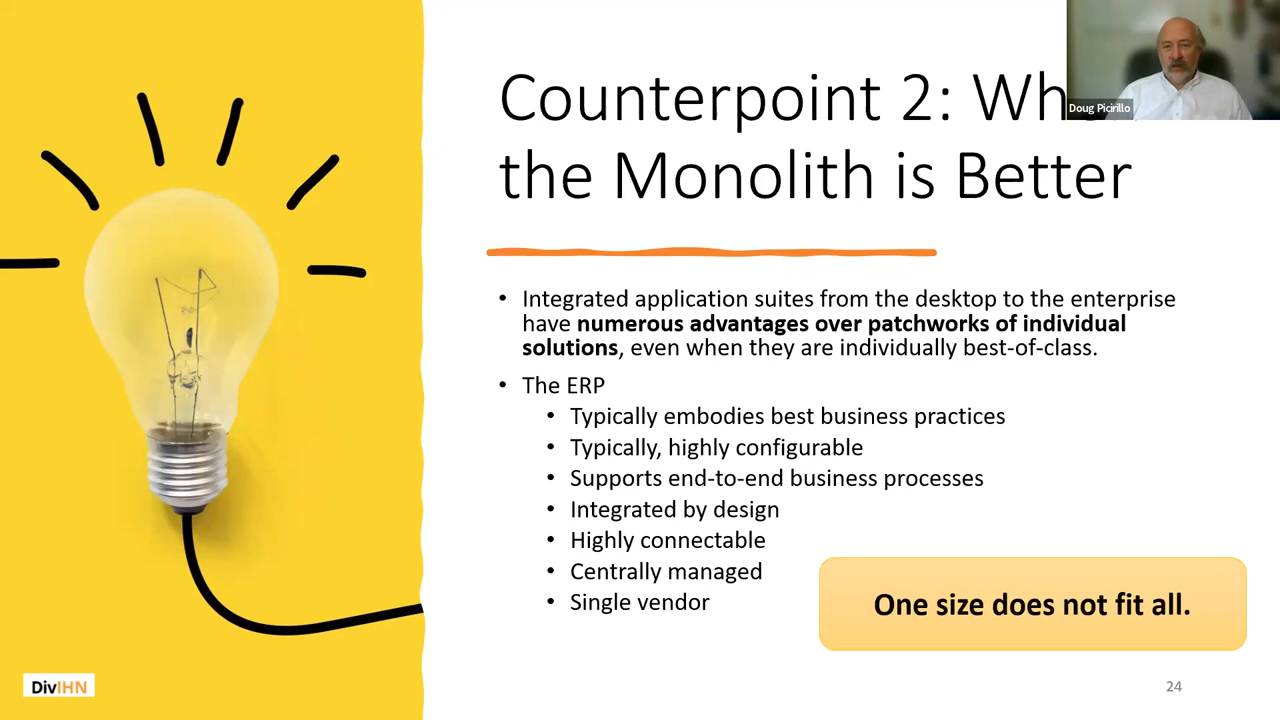 Counterpoint 2: Wh
the Monolith is Better
Doug Picirillo
• Integrated application suites from the desktop to the enterprise
have numerous advantages over patchworks of individual
solutions, even when they are individually best-of-class.
• The ERP
• Typically embodies best business practices
• Typically, highly configurable
• Supports end-to-end business processes
• Integrated by design
• Highly connectable
• Centrally managed
• Single vendor
One size does not fit all.
DivIHN
24